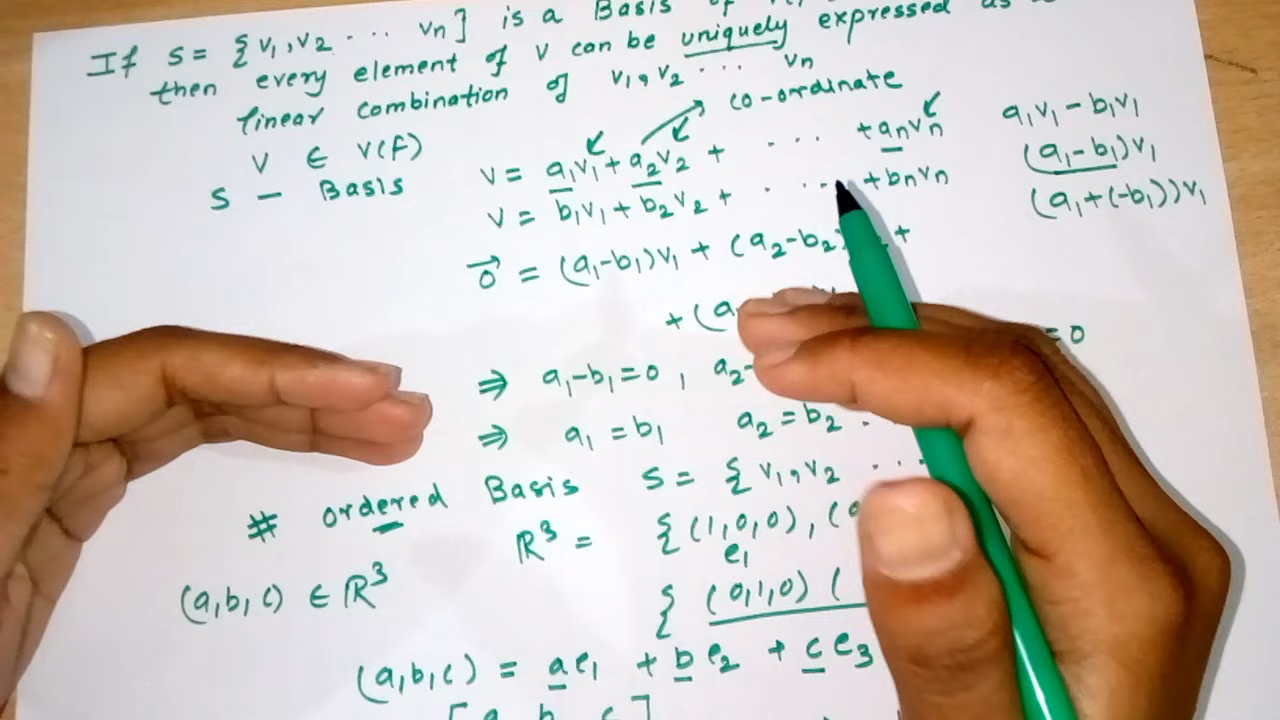 If S = {v1, v2 ... vn] is a Basis of
then every element of V can be uniquely expressed as
linear combination of v1, v2 ... vn
V ∈ V(F)
S - Basis
co-ordinate
V = a1v1 + a2v2 + ... + anvn
V = b1v1 + b2v2 + ... + bnvn
0⃗ = (a1-b1)v1 + (a2-b2) +
+ (a = 0
a1v1 - b1v1
(a1-b1)v1
(a1+(-b1))v1
⇒ a1-b1=0, a2-
⇒ a1 = b1 a2 = b2 .
# ordered Basis S = {v1, v2 ...
R³ = {(1,0,0), (0
e1
(a,b,c) ∈ R³
{ (0,1,0) (
(a,b,c) = ae1 + be2 + ce3
[a b c]